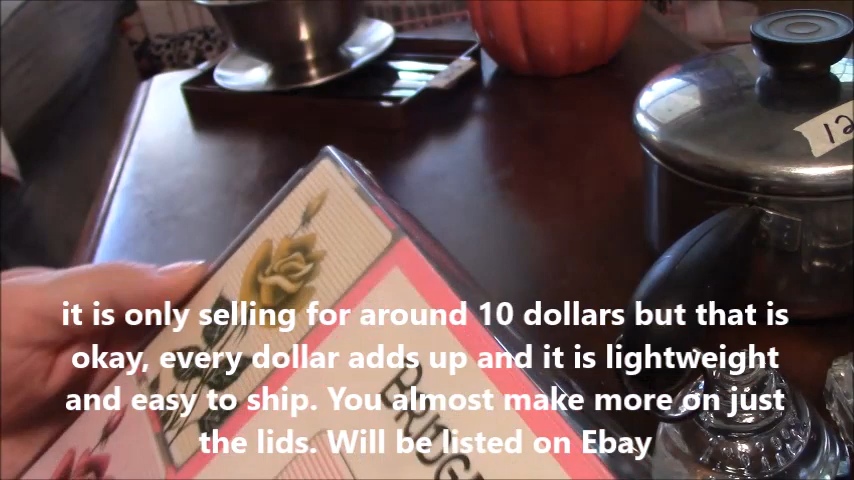 12
it is only selling for around 10 dollars but that is
okay, every dollar adds up and it is lightweight
and easy to ship. You almost make more on just
the lids. Will be listed on Ebay